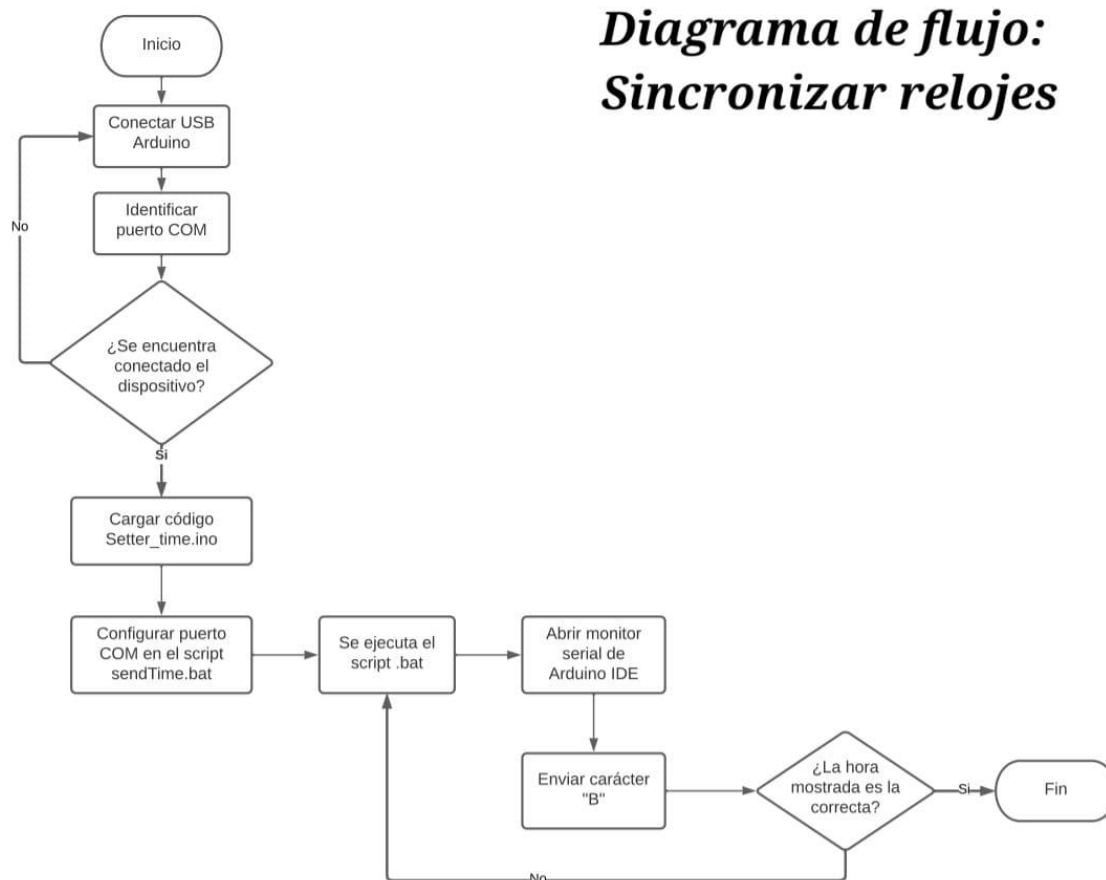 Diagrama de flujo:
Sincronizar relojes
Inicio
Conectar USB
Arduino
Identificar
puerto COM
No
¿Se encuentra
conectado el
dispositivo?
Si
Cargar código
Setter_time.ino
Configurar puerto
COM en el script
sendTime.bat
Se ejecuta el
script .bat
Abrir monitor
serial de
Arduino IDE
Enviar carácter
"B"
¿La hora
mostrada es la
correcta?
Si
Fin
No